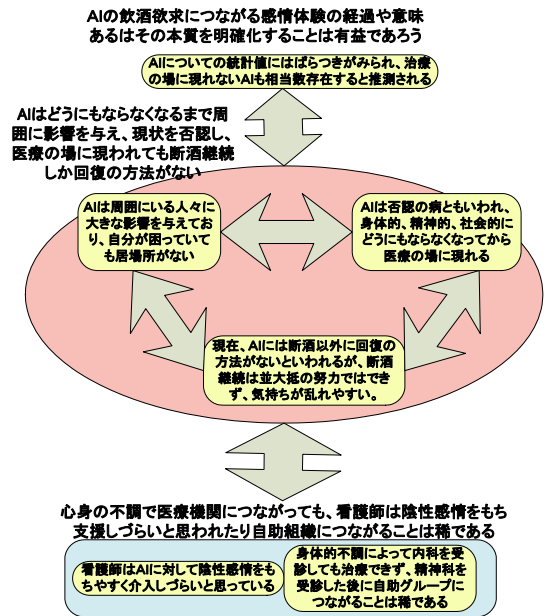 Alの飲酒欲求につながる感情体験の経過や意味
あるはその本質を明確化することは有益であろう
Alについての統計値にはばらつきがみられ、治療
の場に現れないAlも相当数存在すると推測される
Alはどうにもならなくなるまで周
囲に影響を与え、現状を否認し、
医療の場に現われても断酒継続
しか回復の方法がない
Alは周囲にいる人々に
大きな影響を与えてお
り、自分が困っていて
も居場所がない
Alは否認の病ともいわれ、
身体的、精神的、社会的に
どうにもならなくなってから
医療の場に現れる
現在、Alには断酒以外に回復の
方法がないといわれるが、断酒
継続は並大抵の努力ではでき
ず、気持ちが乱れやすい。
心身の不調で医療機関につながっても、看護師は陰性感情をもち
支援しづらいと思われたり自助組織につながることは稀である
看護師はAlに対して陰性感情をも
ちやすく介入しづらいと思っている
身体的不調によって内科を受
診しても治療できず、精神科を
受診した後に自助グループに
つながることは稀である